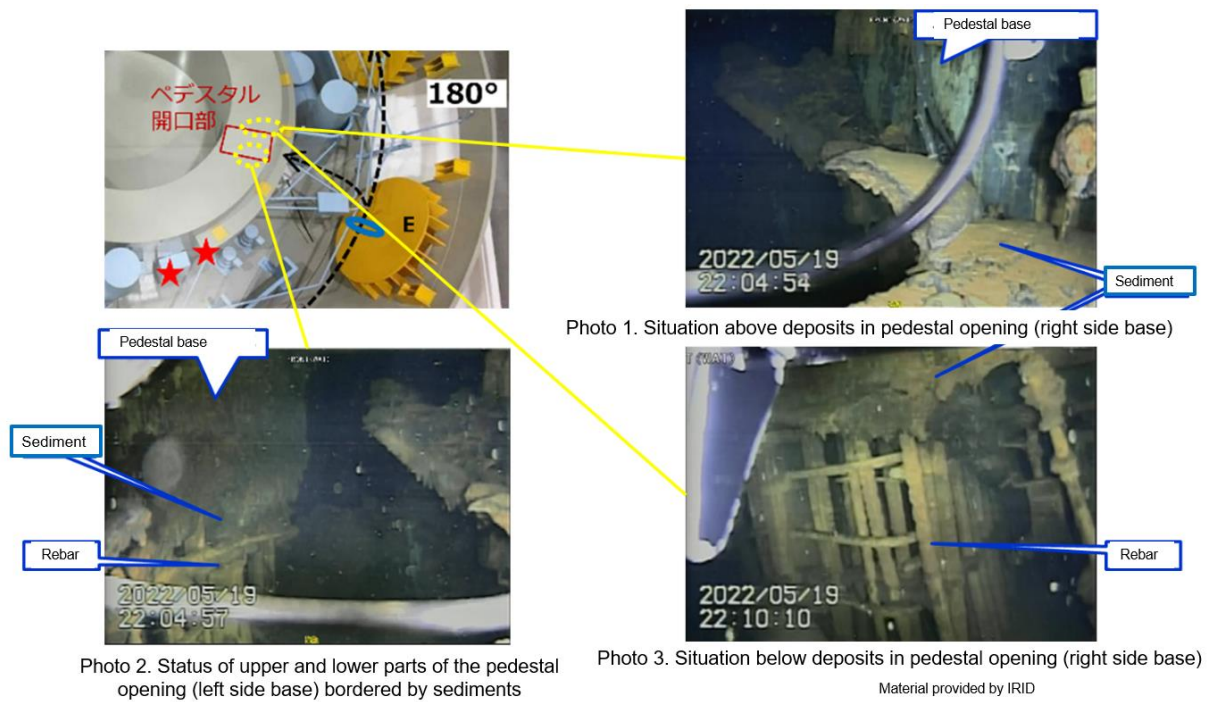 ペデスタル
開口部
180°
E
Pedestal base
2022/05/19
22:04:54
Sediment
Photo 1. Situation above deposits in pedestal opening (right side base)
Pedestal base
Sediment
Rebar
2022/05/19
22:04:57
Photo 2. Status of upper and lower parts of the pedestal
opening (left side base) bordered by sediments
2022/05/19
22:10:10
Rebar
Photo 3. Situation below deposits in pedestal opening (right side base)
Material provided by IRID